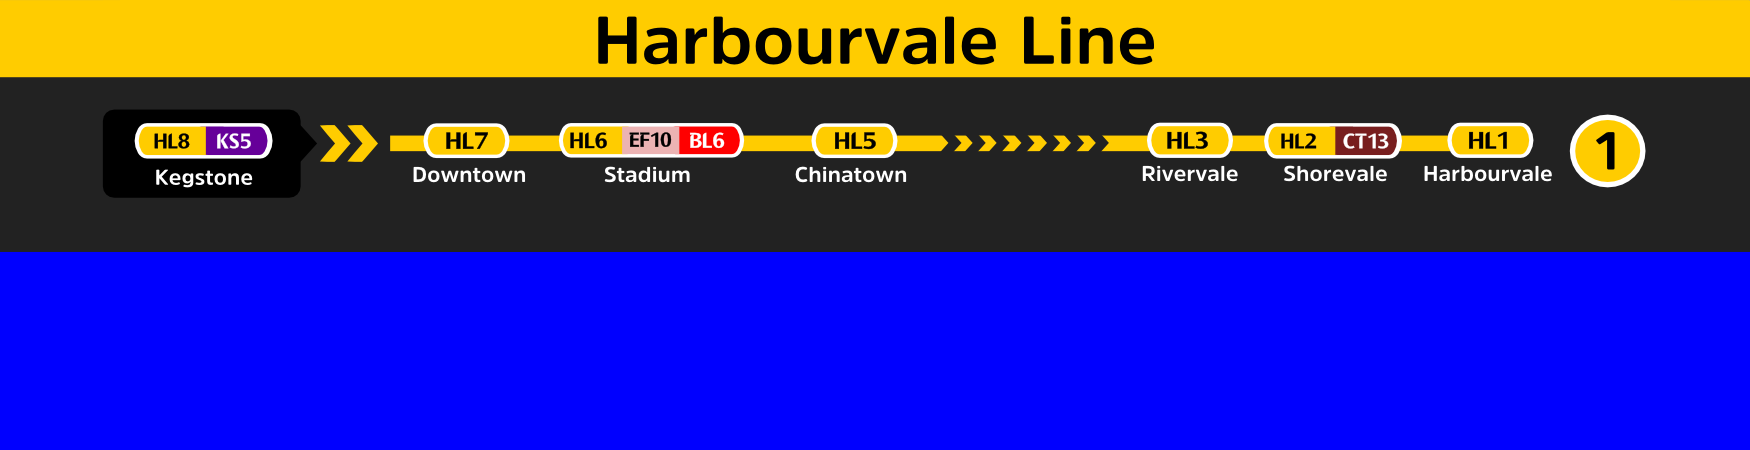 Harbourvale Line
HL8 KS5
Kegstone
HL7
Downtown
HL6 EF10 BL6
Stadium
HL5
Chinatown
HL3
Rivervale
HL2 CT13
Shorevale
HL1
Harbourvale
1